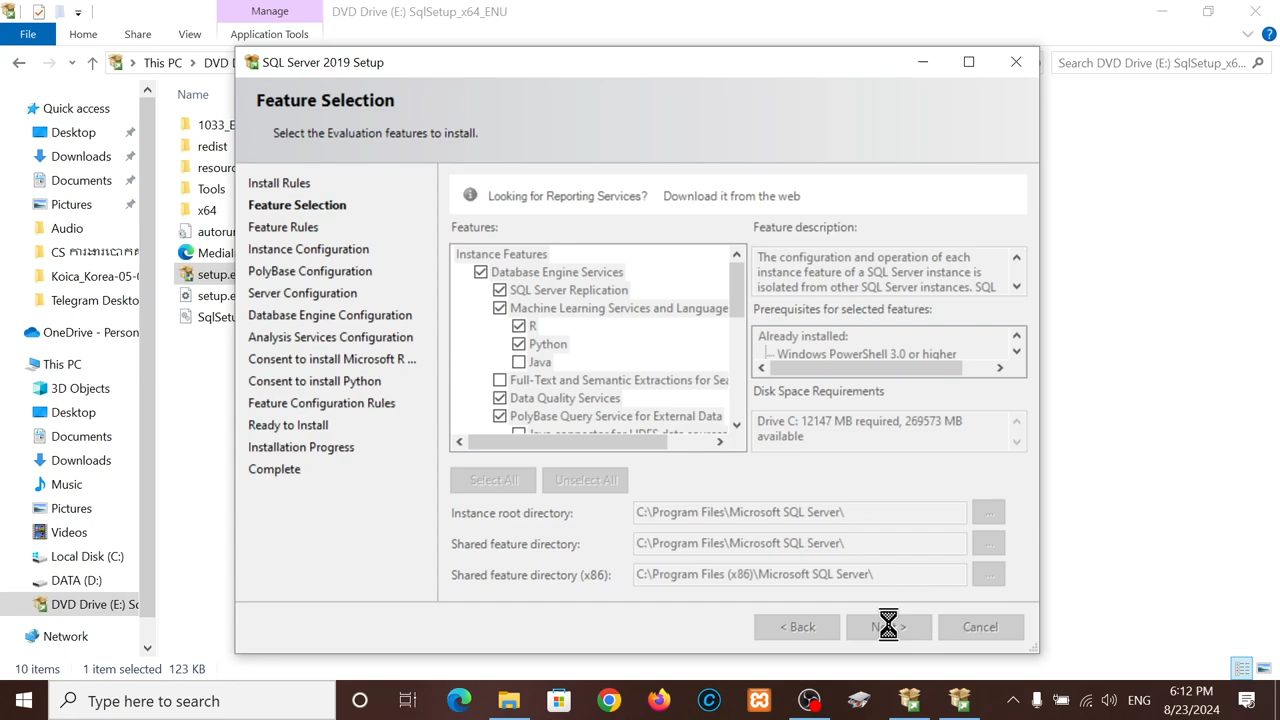 Manage
DVD Drive (E:) SqlSetup_x64_ENU
File
Home
Share
View
Application Tools
This PC
DVD D
Search DVD Drive (E:) SqlSetup_x6...
SQL Server 2019 Setup
Feature Selection
Select the Evaluation features to install.
Quick access
Desktop
Downloads
Documents
Pictures
Audio
CS
Koica_Korea-05-0
Telegram Deskto
OneDrive - Person
This PC
3D Objects
Desktop
Documents
Downloads
Music
Pictures
Videos
Local Disk (C:)
DATA (D:)
DVD Drive (E:) Sc
Network
Name
1033_E
redist
resourc
Tools
x64
autorun
MediaI
setup.e
setup.e
SqlSetu
Install Rules
Feature Selection
Feature Rules
Instance Configuration
PolyBase Configuration
Server Configuration
Database Engine Configuration
Analysis Services Configuration
Consent to install Microsoft R ...
Consent to install Python
Feature Configuration Rules
Ready to Install
Installation Progress
Complete
Looking for Reporting Services? Download it from the web
Features:
Instance Features
Database Engine Services
SQL Server Replication
Machine Learning Services and Language
R
Python
Java
Full-Text and Semantic Extractions for Sea
Data Quality Services
PolyBase Query Service for External Data
Java connector for HDFS data sources
Feature description:
The configuration and operation of each
instance feature of a SQL Server instance is
isolated from other SQL Server instances. SQL
Prerequisites for selected features:
Already installed:
Windows PowerShell 3.0 or higher
Disk Space Requirements
Drive C: 12147 MB required, 269573 MB
available
Select All
Unselect All
Instance root directory:
C:\Program Files\Microsoft SQL Server\
...
Shared feature directory:
C:\Program Files\Microsoft SQL Server\
...
Shared feature directory (x86):
C:\Program Files (x86)\Microsoft SQL Server\
...
< Back
Cancel
10 items
1 item selected
123 KB
Type here to search
ENG
6:12 PM
8/23/2024